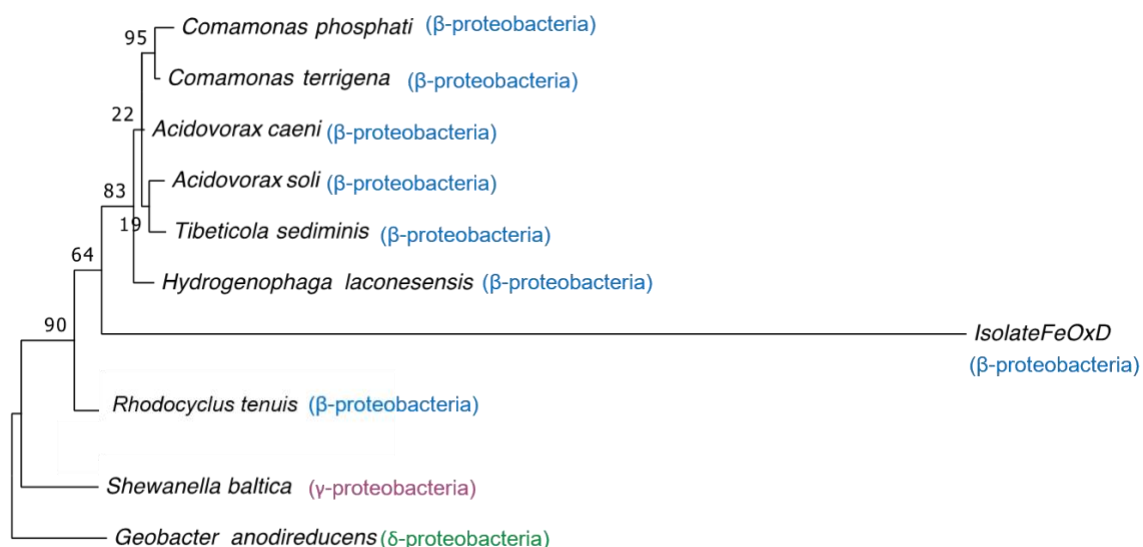 95 Comamonas phosphati (β-proteobacteria)
Comamonas terrigena (β-proteobacteria)
22 Acidovorax caeni (β-proteobacteria)
83 Acidovorax soli (β-proteobacteria)
19 Tibeticola sediminis (β-proteobacteria)
64 Hydrogenophaga laconesensis (β-proteobacteria)
90 IsolateFeOxD
(β-proteobacteria)
Rhodocyclus tenuis (β-proteobacteria)
Shewanella baltica (γ-proteobacteria)
Geobacter anodireducens (δ-proteobacteria)